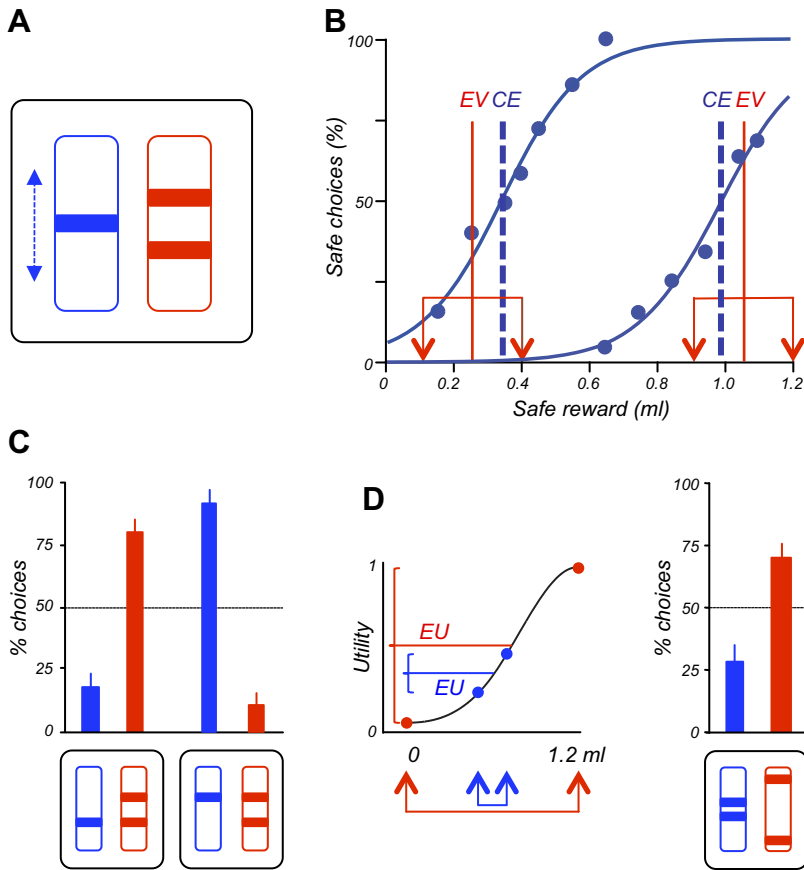 A
B
100
50
0
Safe choices (%)
EV CE
CE EV
0 0.2 0.4 0.6 0.8 1.0 1.2
Safe reward (ml)
C
100
75
50
25
0
% choices
D
1
0
Utility
EU
EU
0 1.2 ml
100
75
50
25
0
% choices